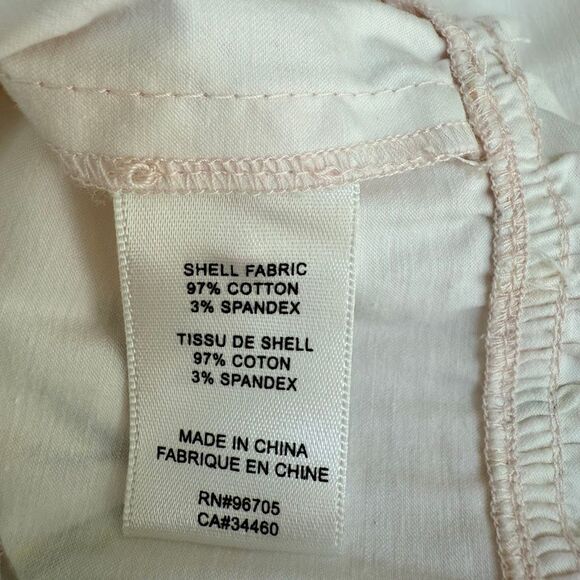 SHELL FABRIC
97% COTTON
3% SPANDEX
TISSU DE SHELL
97% COTON
3% SPANDEX
MADE IN CHINA
FABRIQUE EN CHINE
RN#96705
CA#34460